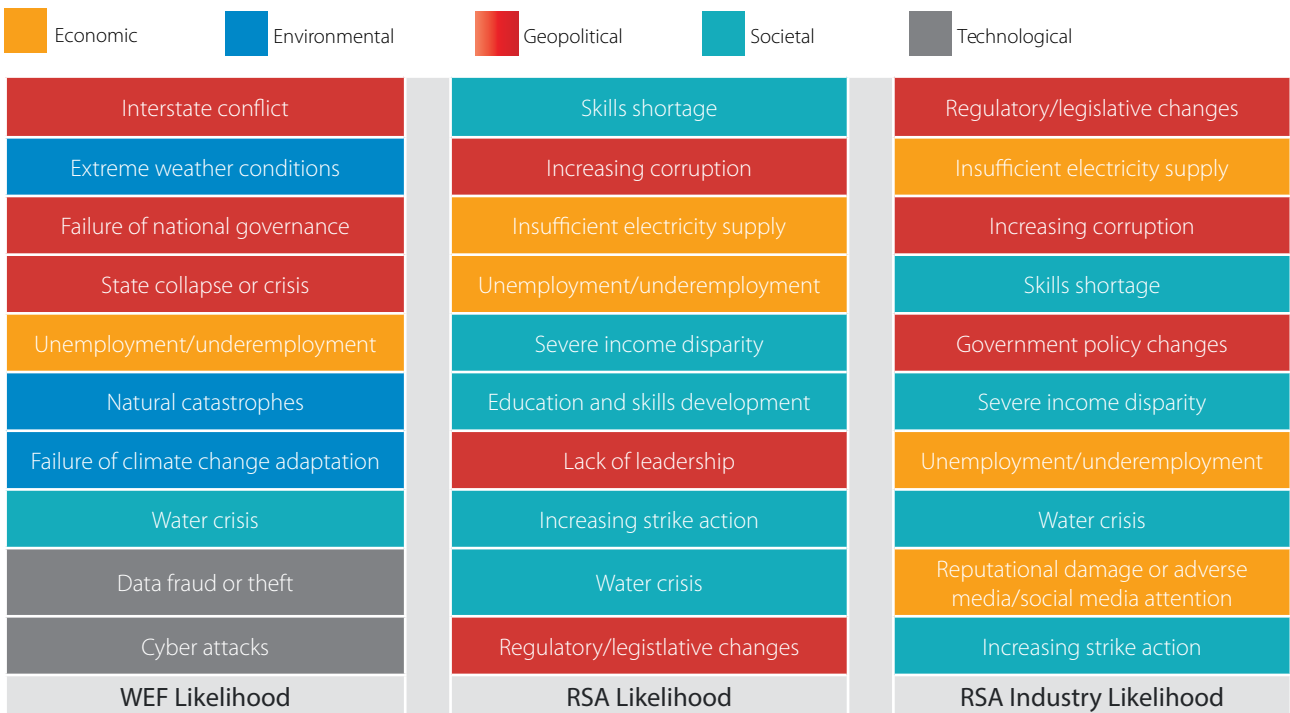 Economic
Environmental
Geopolitical
Societal
Technological
Interstate conflict
Extreme weather conditions
Failure of national governance
State collapse or crisis
Unemployment/underemployment
Natural catastrophes
Failure of climate change adaptation
Water crisis
Data fraud or theft
Cyber attacks
WEF Likelihood
Skills shortage
Increasing corruption
Insufficient electricity supply
Unemployment/underemployment
Severe income disparity
Education and skills development
Lack of leadership
Increasing strike action
Water crisis
Regulatory/legistlative changes
RSA Likelihood
Regulatory/legislative changes
Insufficient electricity supply
Increasing corruption
Skills shortage
Government policy changes
Severe income disparity
Unemployment/underemployment
Water crisis
Reputational damage or adverse
media/social media attention
Increasing strike action
RSA Industry Likelihood